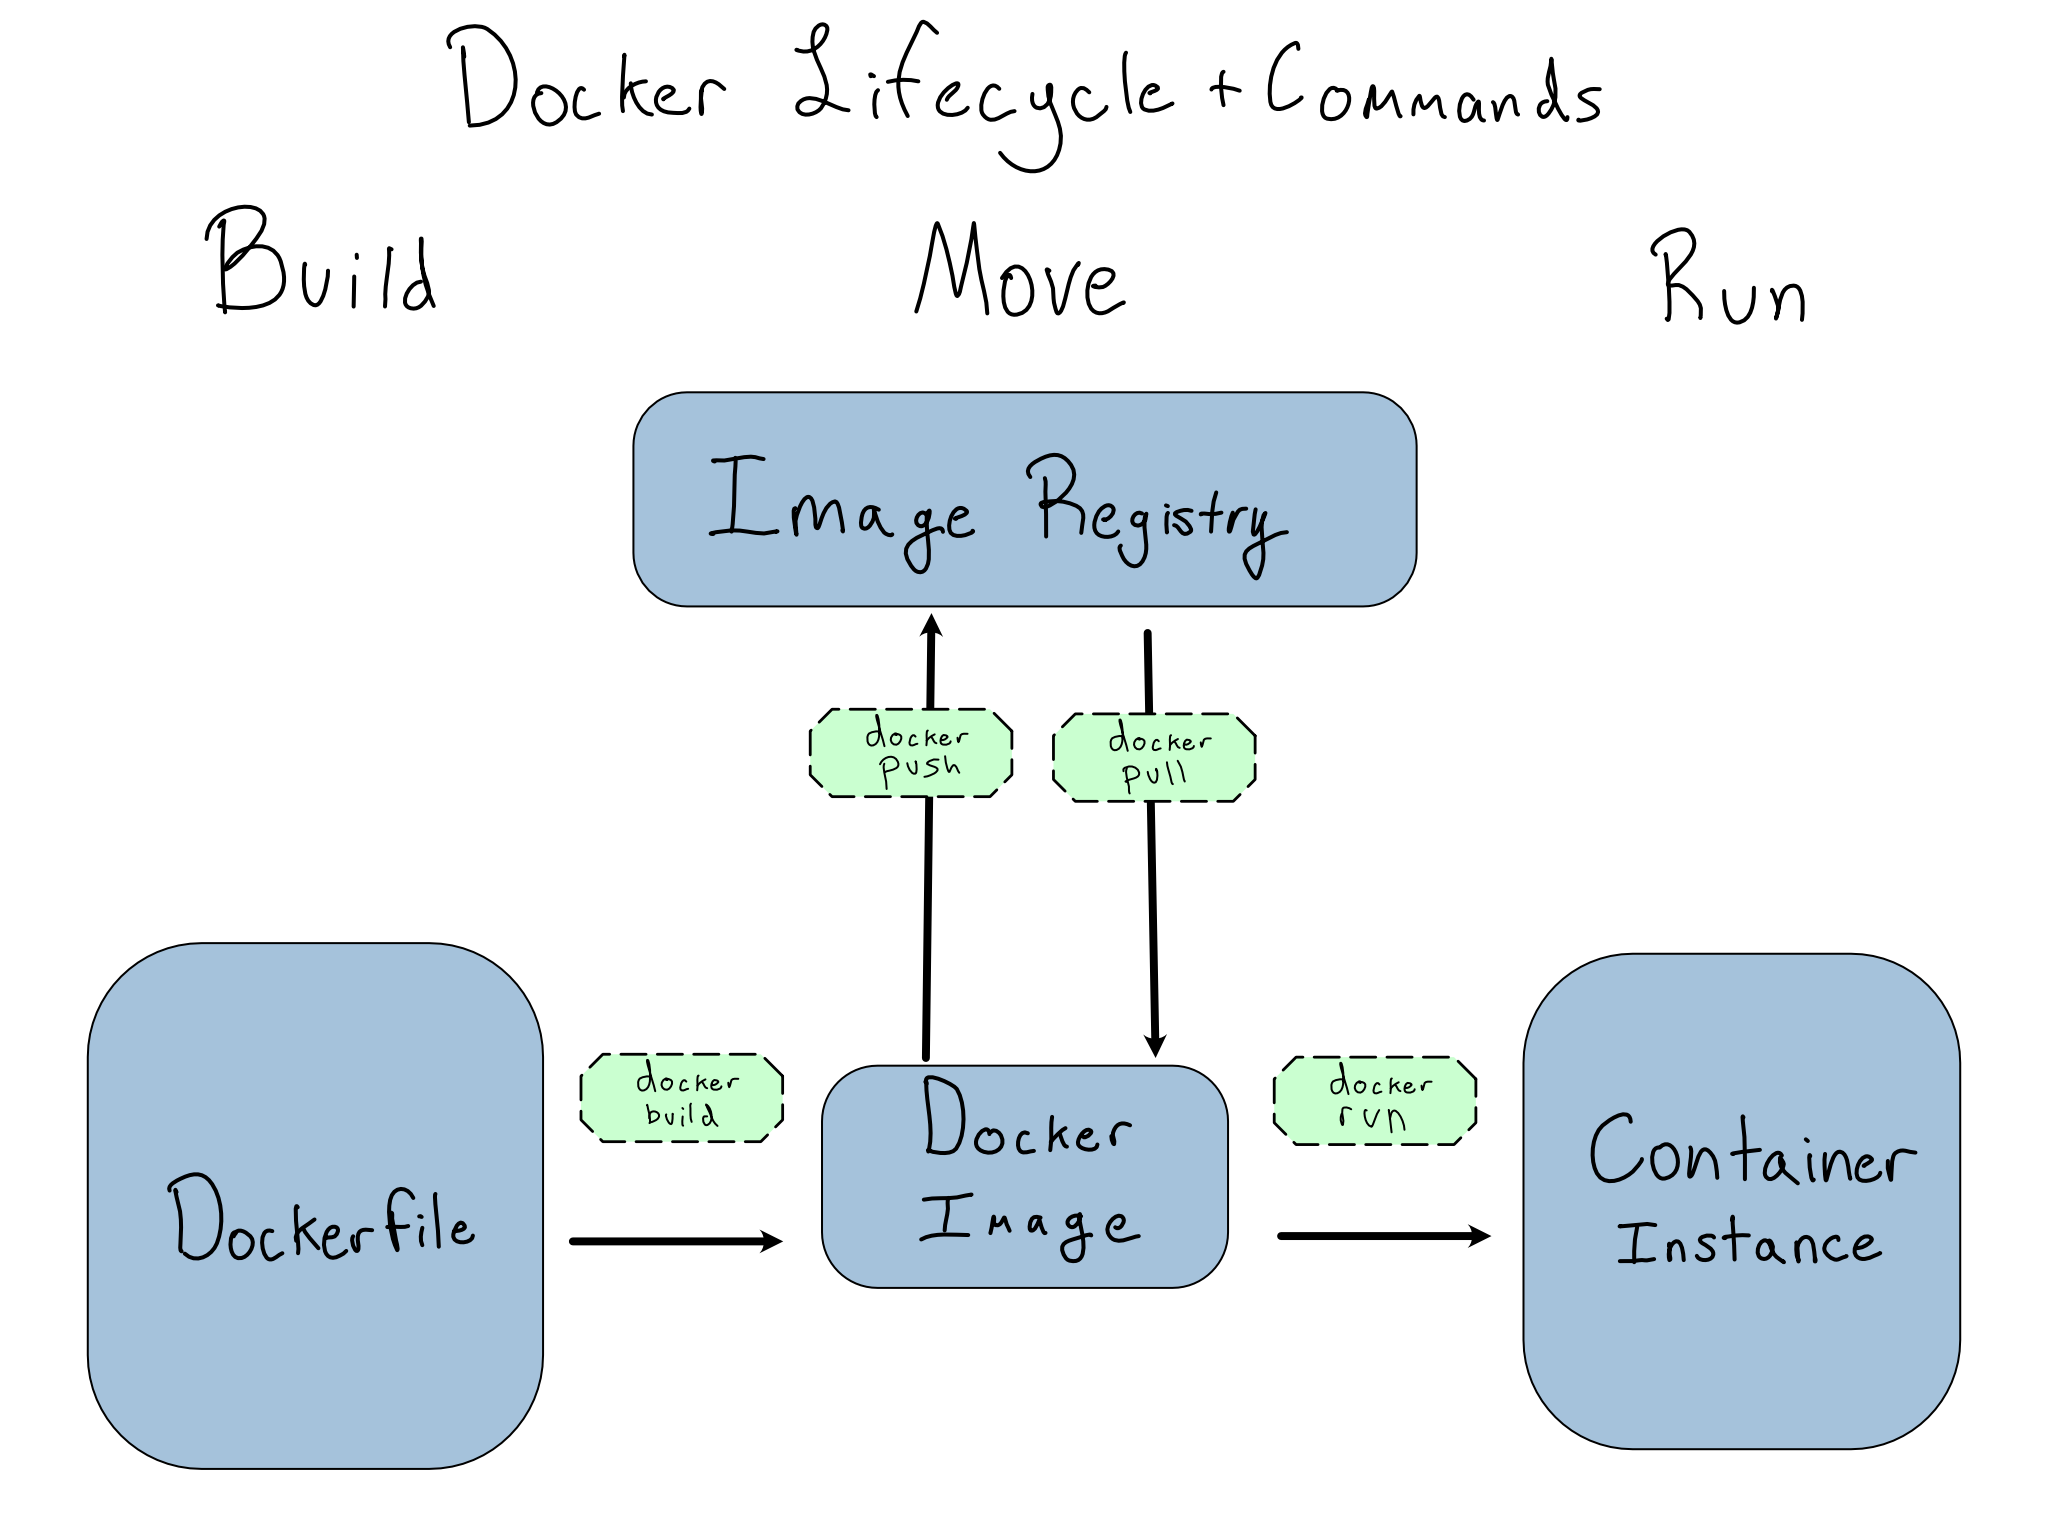 Docker Lifecycle + Commands
Build
Move
Run
Image Registry
docker
push
docker
pull
Dockerfile
docker
build
Docker
Image
docker
run
Container
Instance